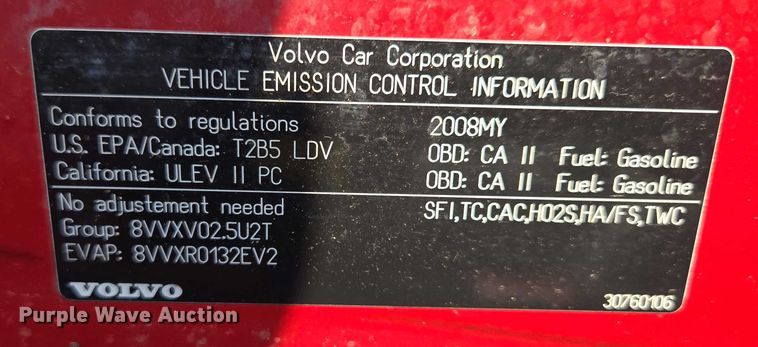 Volvo Car Corporation
VEHICLE EMISSION CONTROL INFORMATION
Conforms to regulations 2008MY
U.S. EPA/Canada: T2B5 LDV OBD: CA II Fuel: Gasoline
California: ULEV II PC OBD: CA II Fuel: Gasoline
No adjustement needed SFI,TC,CAC,HO2S,HA/FS,TWC
Group: 8VVXV02.5U2T
EVAP: 8VVXR0132EV2
VOLVO 30760106
Purple Wave Auction